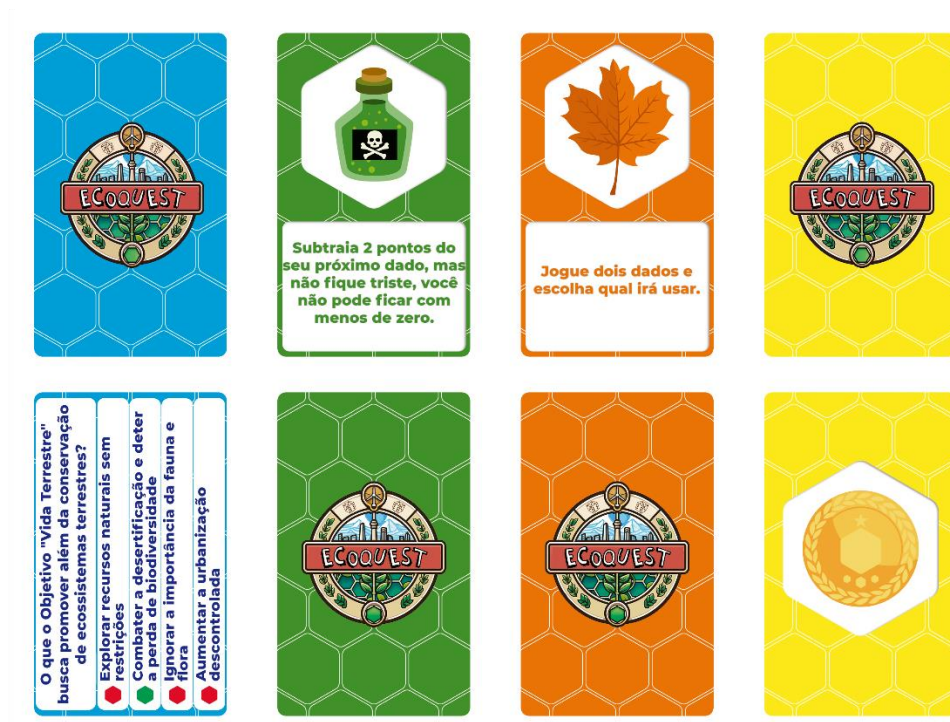 ECOQUEST
Subtraia 2 pontos do
seu próximo dado, mas
não fique triste, você
não pode ficar com
menos de zero.
Jogue dois dados e
escolha qual irá usar.
ECOQUEST
O que o Objetivo "Vida Terrestre"
busca promover além da conservação
de ecossistemas terrestres?
Explorar recursos naturais sem
restrições
Combater a desertificação e deter
a perda de biodiversidade
Ignorar a importância da fauna e
flora
Aumentar a urbanização
descontrolada
ECOQUEST
ECOQUEST